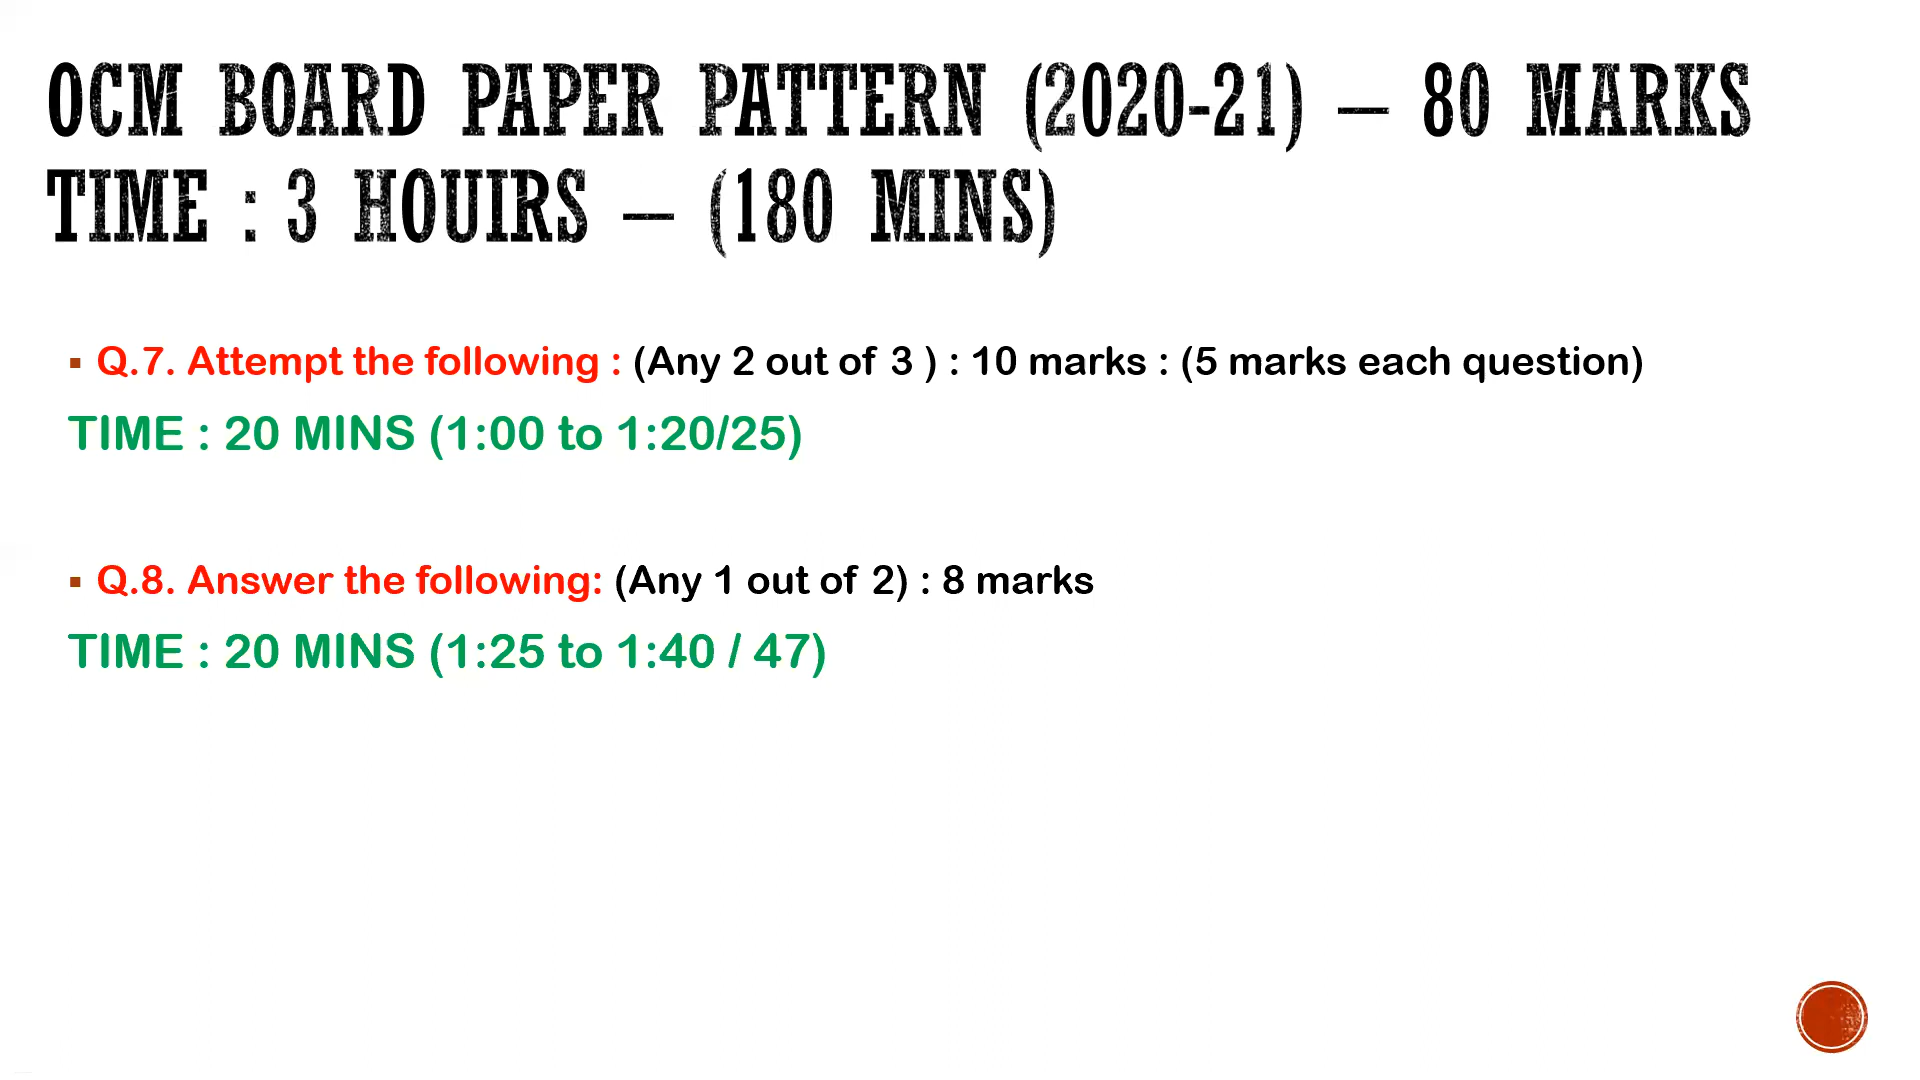 OCM BOARD PAPER PATTERN (2020-21) – 80 MARKS
TIME : 3 HOUIRS – (180 MINS)
▪ Q.7. Attempt the following : (Any 2 out of 3 ) : 10 marks : (5 marks each question)
TIME : 20 MINS (1:00 to 1:20/25)
▪ Q.8. Answer the following: (Any 1 out of 2) : 8 marks
TIME : 20 MINS (1:25 to 1:40 / 47)